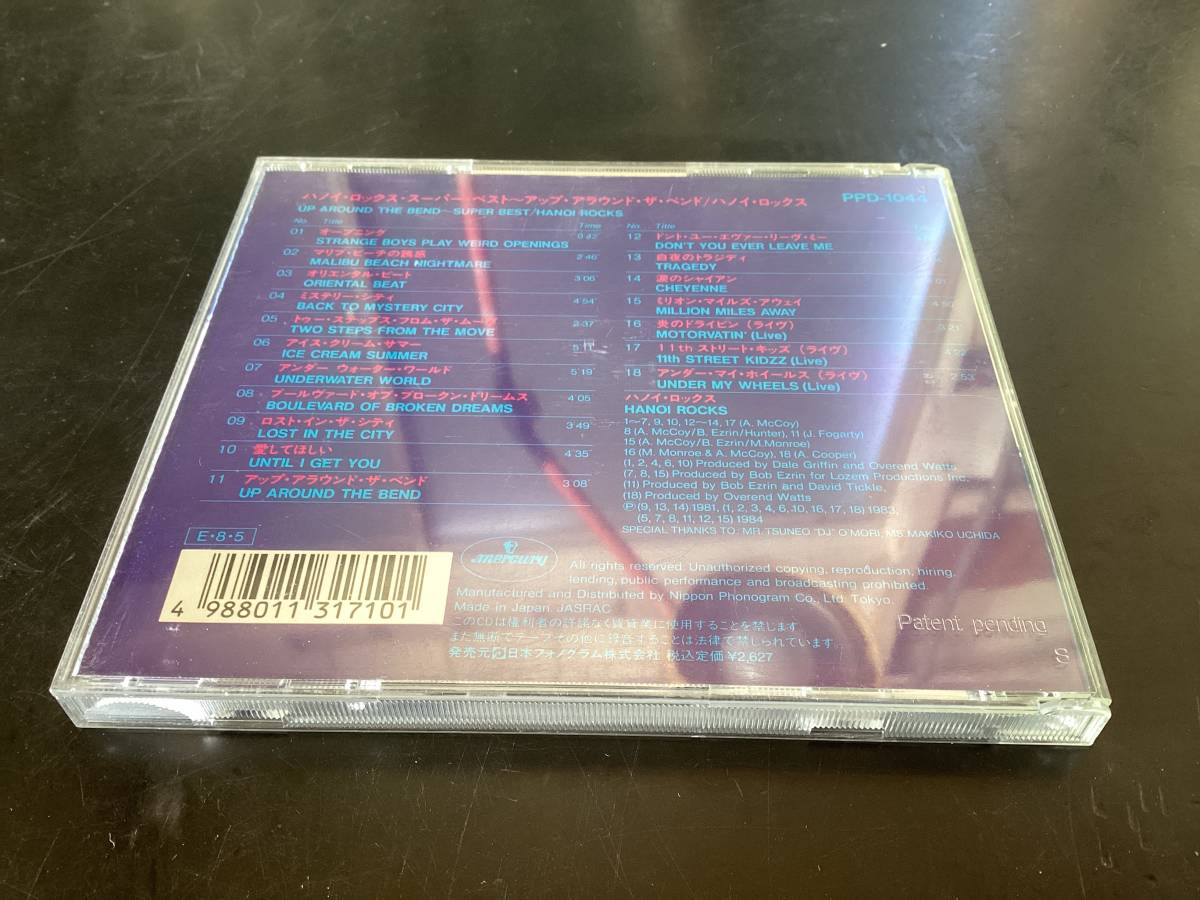 ハノイ・ロックス・スーパー・ベスト〜アップ・アラウンド・ザ・ベンド/ハノイ・ロックス
PPD-1044
UP AROUND THE BEND〜SUPER BEST/HANOI ROCKS
No. Title Time
01 オープニング
STRANGE BOYS PLAY WEIRD OPENINGS 0'42"
02 マリブ・ビーチの誘惑
MALIBU BEACH NIGHTMARE 2'46"
03 オリエンタル・ビート
ORIENTAL BEAT 3'06"
04 ミステリー・シティ
BACK TO MYSTERY CITY 4'54"
05 トゥー・ステップス・フロム・ザ・ムーヴ
TWO STEPS FROM THE MOVE 2'37"
06 アイス・クリーム・サマー
ICE CREAM SUMMER 5'11"
07 アンダー ウォーター・ワールド
UNDERWATER WORLD 5'19"
08 ブールヴァード・オブ・ブロークン・ドリームス
BOULEVARD OF BROKEN DREAMS 4'05"
09 ロスト・イン・ザ・シティ
LOST IN THE CITY 3'49"
10 愛してほしい
UNTIL I GET YOU 4'35"
11 アップ・アラウンド・ザ・ベンド
UP AROUND THE BEND 3'08"
No. Title
12 ドント・ユー・エヴァー・リーヴ・ミー
DON'T YOU EVER LEAVE ME
13 白夜のトラジディ
TRAGEDY
14 涙のシャイアン
CHEYENNE
15 ミリオン・マイルズ・アウェイ
MILLION MILES AWAY
16 炎のドライビン(ライヴ)
MOTORVATIN' (Live) 3'21"
17 11thストリート・キッズ(ライヴ)
11th STREET KIDZZ (Live)
18 アンダー・マイ・ホイールス(ライヴ)
UNDER MY WHEELS (Live) 2'53"
ハノイ・ロックス
HANOI ROCKS
1〜7, 9, 10, 12〜14, 17 (A. McCoy)
8 (A. McCoy/B. Ezrin/Hunter), 11 (J. Fogarty)
15 (A. McCoy/B. Ezrin/M.Monroe)
16 (M. Monroe & A. McCoy), 18 (A. Cooper)
(1, 2, 4, 6, 10) Produced by Dale Griffin and Overend Watts
(7, 8, 15) Produced by Bob Ezrin for Lozem Productions Inc.
(11) Produced by Bob Ezrin and David Tickle,
(18) Produced by Overend Watts
Ⓟ(9, 13, 14) 1981, (1, 2, 3, 4, 6, 10, 16, 17, 18) 1983,
(5, 7, 8, 11, 12, 15) 1984
SPECIAL THANKS TO: MR. TSUNEO "DJ" O'MORI, MS. MAKIKO UCHIDA
E・8・5
4 988011 317101
mercury
All rights reserved. Unauthorized copying, reproduction, hiring,
lending, public performance and broadcasting prohibited.
Manufactured and Distributed by Nippon Phonogram Co., Ltd. Tokyo.
Made in Japan. JASRAC
このCDは権利者の許諾なく賃貸業に使用することを禁じます。
また無断でテープその他に録音することは法律で禁じられています。
発売元 日本フォノグラム株式会社 税込定価¥2,627
Patent pending
S